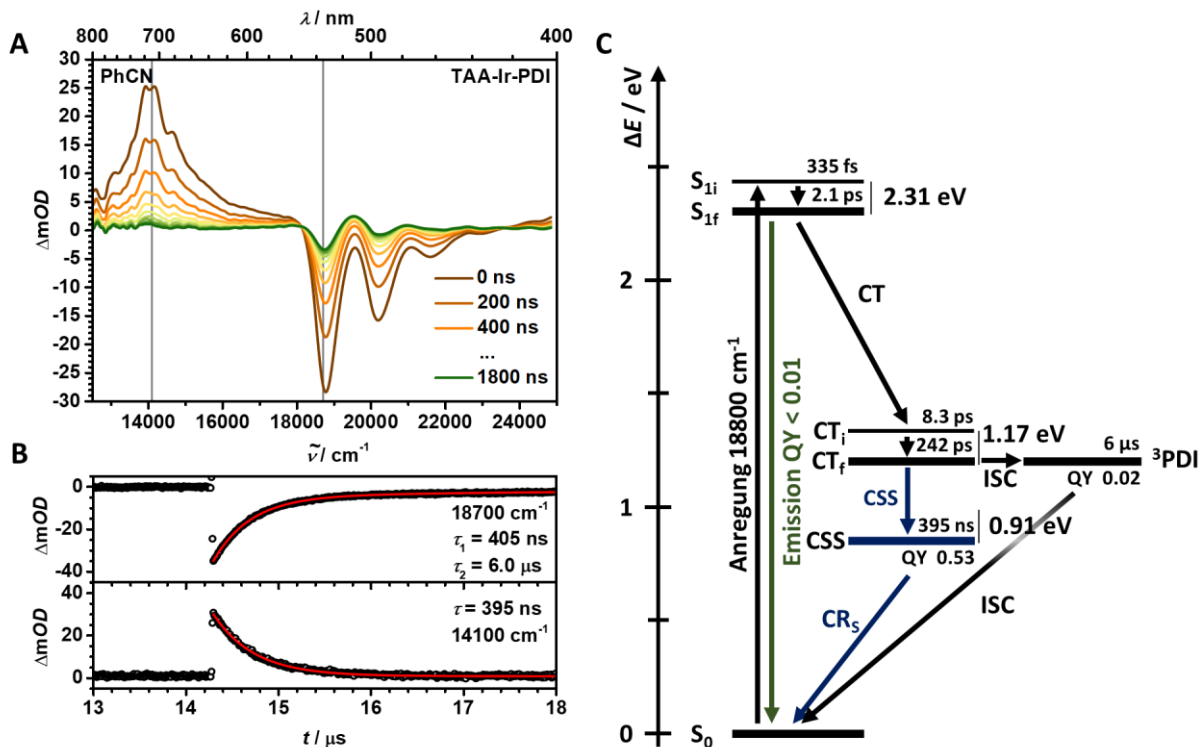 A
λ / nm
800 700 600 500 400
PhCN
TAA-Ir-PDI
30
25
20
15
10
5
0
-5
-10
-15
-20
-25
-30
ΔmOD
0 ns
200 ns
400 ns
...
1800 ns
14000 16000 18000 20000 22000 24000
ν̃ / cm⁻¹
B
ΔmOD
0
-20
-40
18700 cm⁻¹
τ₁ = 405 ns
τ₂ = 6.0 μs
ΔmOD
40
20
0
τ = 395 ns
14100 cm⁻¹
13 14 15 16 17 18
t / μs
C
ΔE / eV
2
1
0
S₁ᵢ
335 fs
2.1 ps
2.31 eV
S₁f
CT
Anregung 18800 cm⁻¹
Emission QY < 0.01
8.3 ps
CTᵢ
242 ps
1.17 eV
CTf
ISC
6 μs
³PDI
QY 0.02
CSS
395 ns
0.91 eV
CSS
QY 0.53
CR_S
ISC
S₀